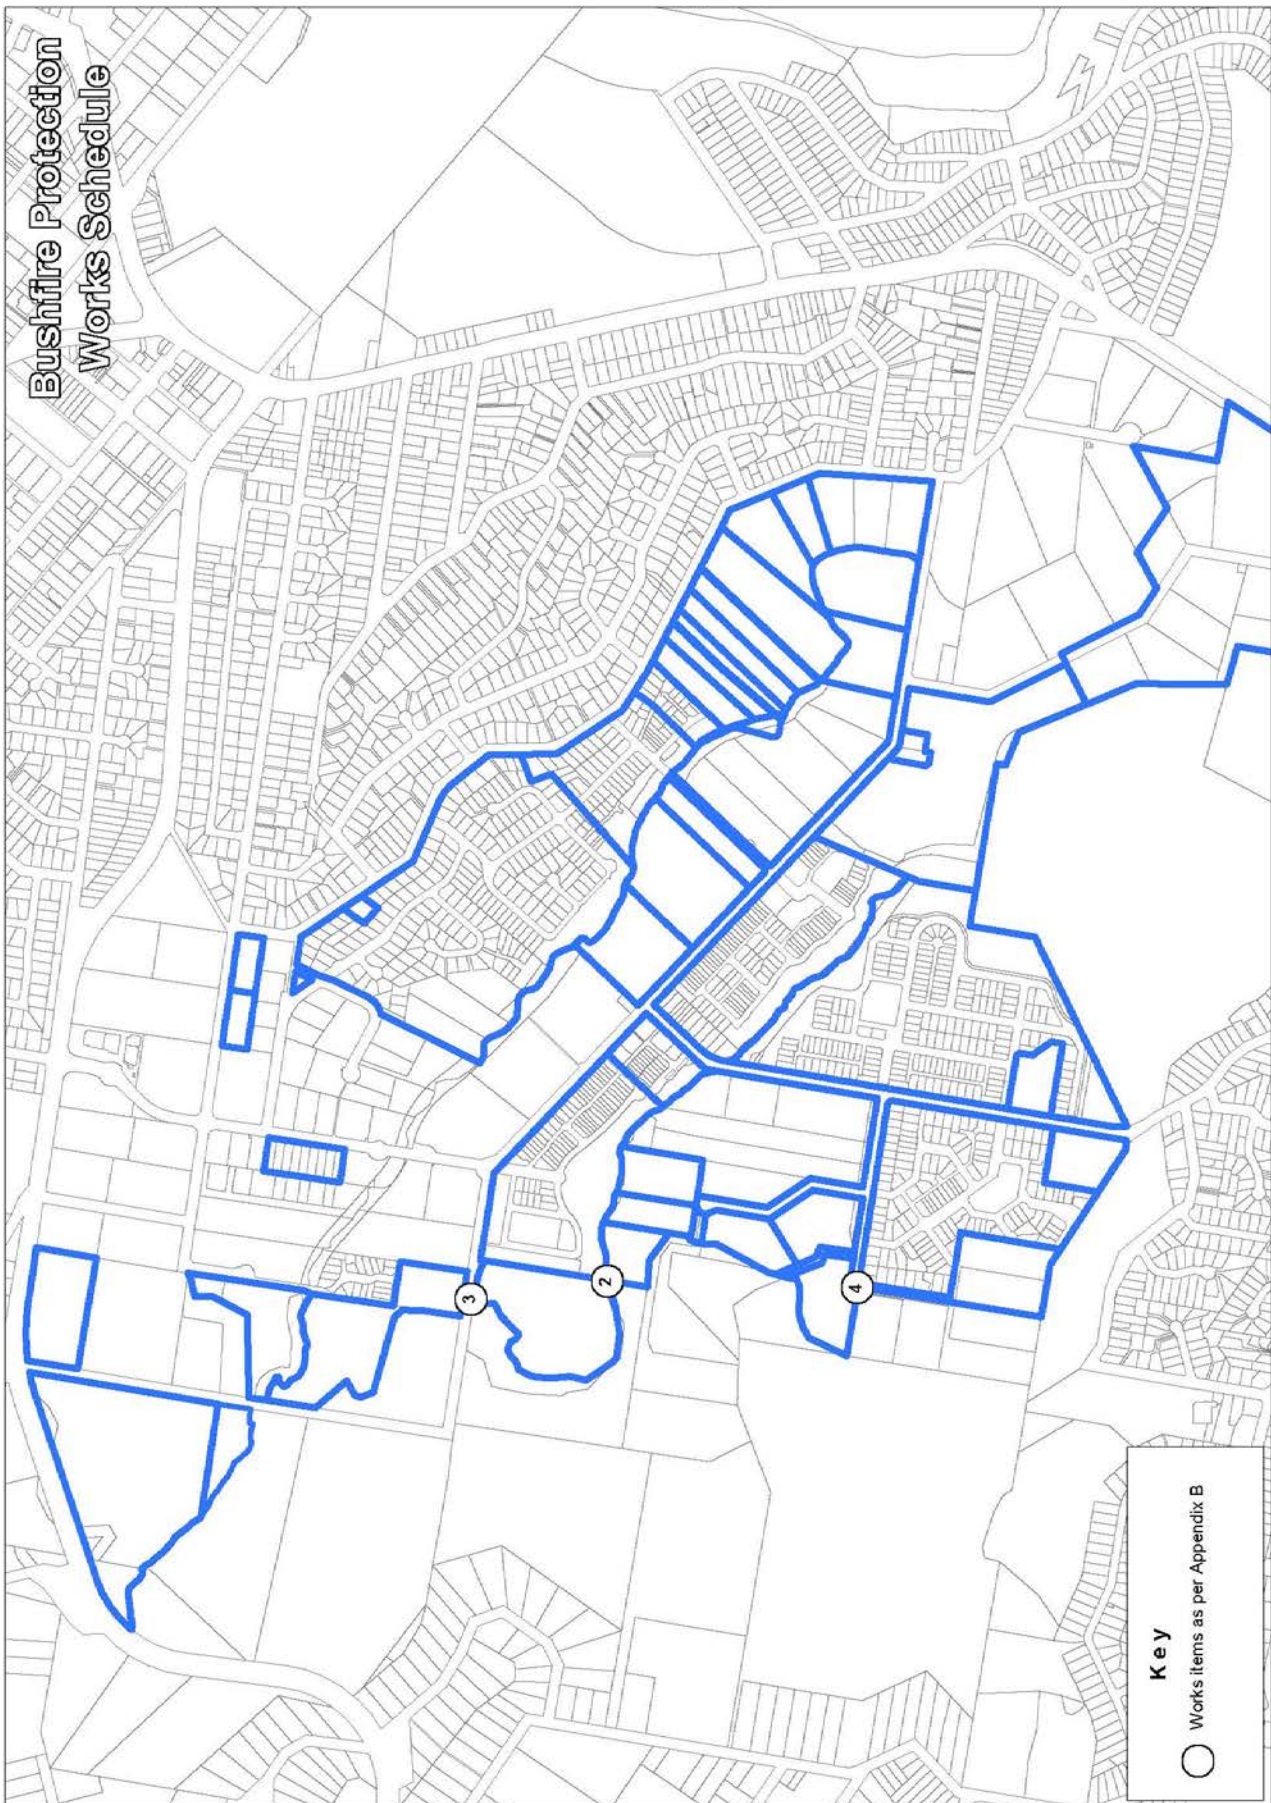 Bushfire Protection
Works Schedule
3
2
4
Key
Works items as per Appendix B